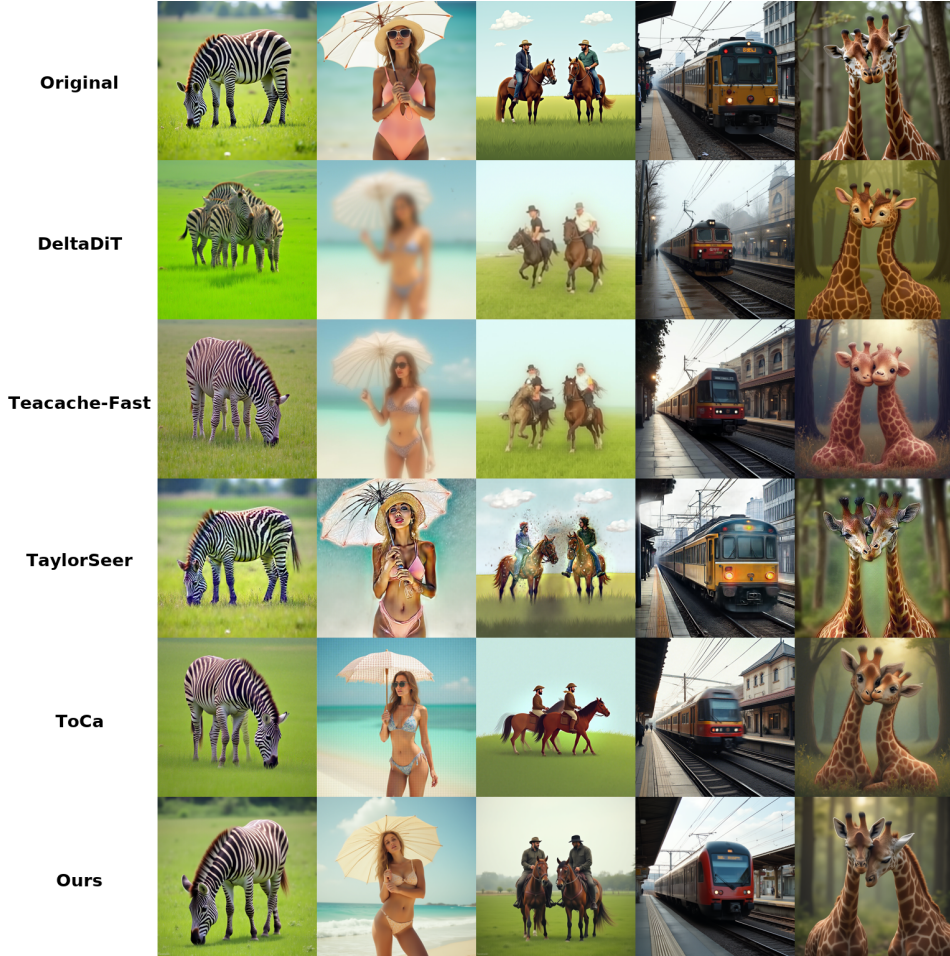 Original
DeltaDiT
Teacache-Fast
TaylorSeer
ToCa
Ours